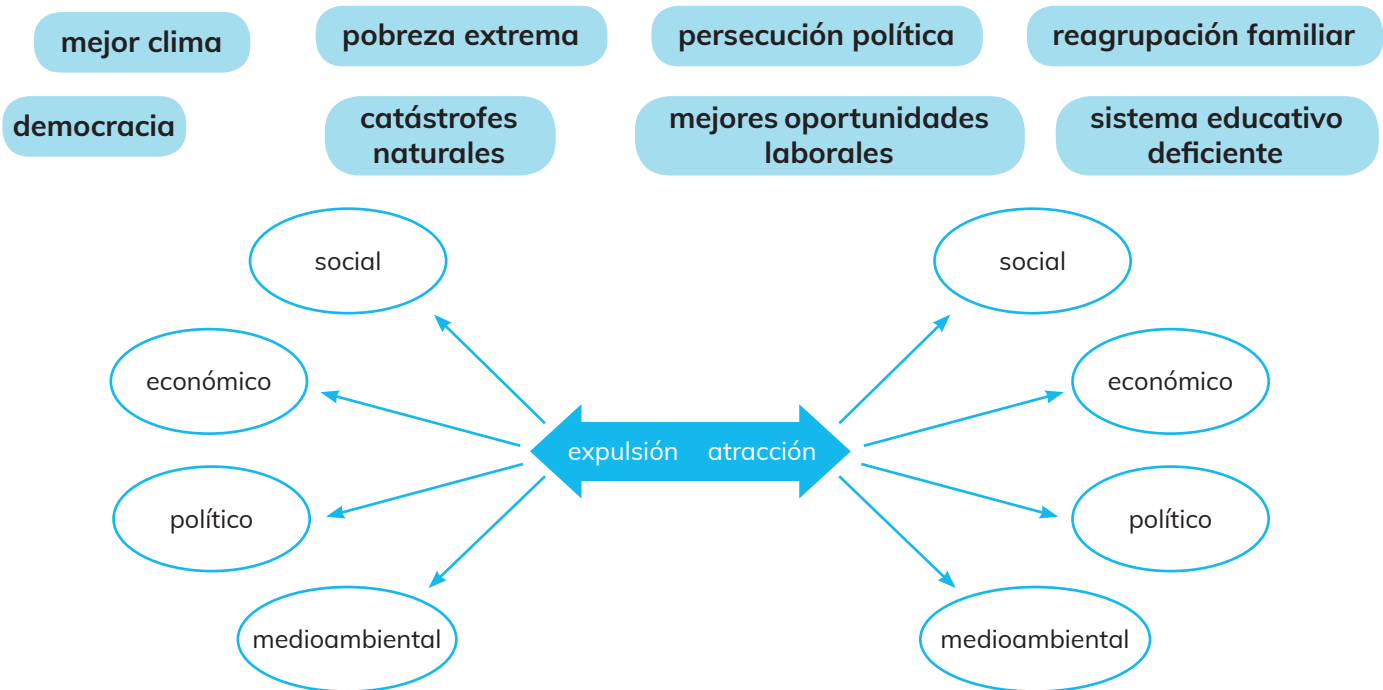 mejor clima
pobreza extrema
persecución política
reagrupación familiar
democracia
catástrofes
naturales
mejores oportunidades
laborales
sistema educativo
deficiente
social
social
económico
económico
expulsión
atracción
político
político
medioambiental
medioambiental